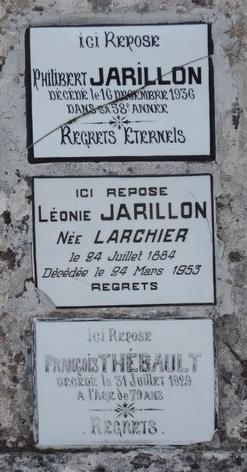 ICI REPOSE
PHILIBERT JARILLON
DÉCÉDÉ le 16 DÉCEMBRE 1936
DANS SA 58e ANNÉE
REGRETS ETERNELS
ICI REPOSE
LÉONIE JARILLON
NÉE LARCHIER
le 24 Juillet 1884
Décédée le 24 Mars 1953
REGRETS
ICI REPOSE
FRANÇOIS THÉBAULT
DÉCÉDÉ le 31 Juillet 1929
A l'AGE de 79 ANS
REGRETS